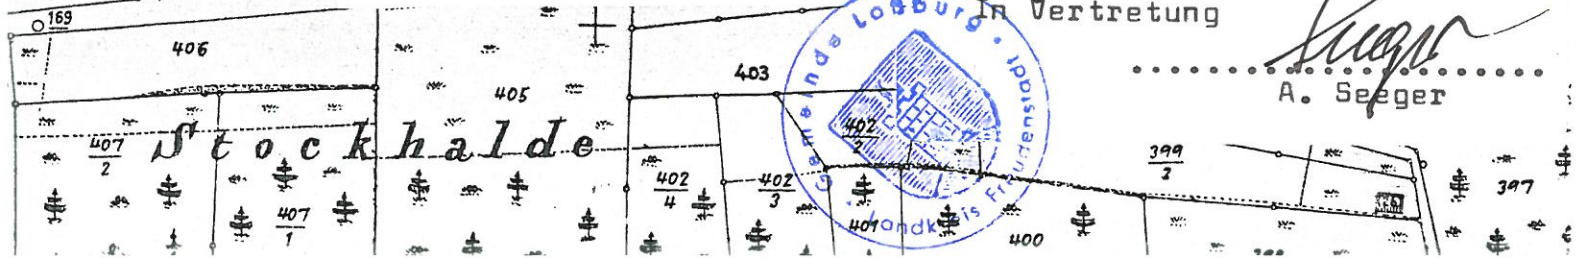 In Vertretung
A. Seeger
Gemeinde Loßburg
Landkreis Freudenstadt
169
406
405
403
Stockhalde
407/2
407/1
402/2
402/4
402/3
401
400
399/2
397